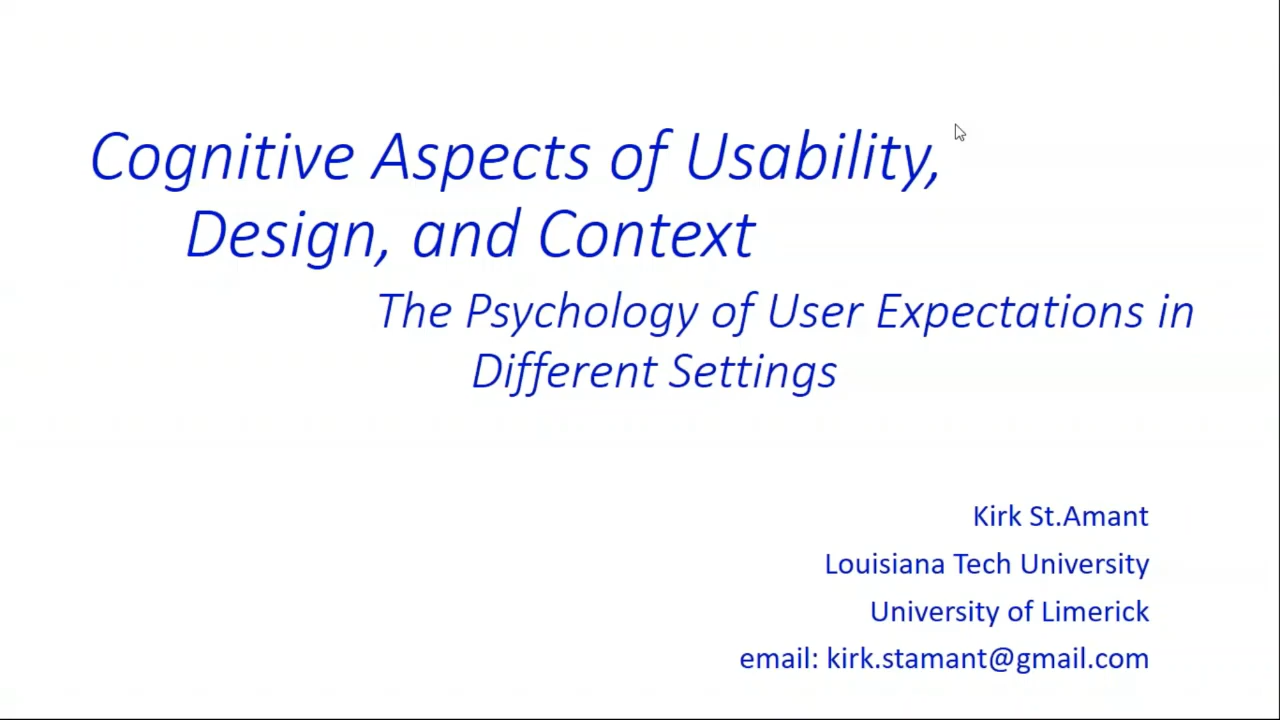 Cognitive Aspects of Usability,
Design, and Context
The Psychology of User Expectations in
Different Settings
Kirk St.Amant
Louisiana Tech University
University of Limerick
email: kirk.stamant@gmail.com